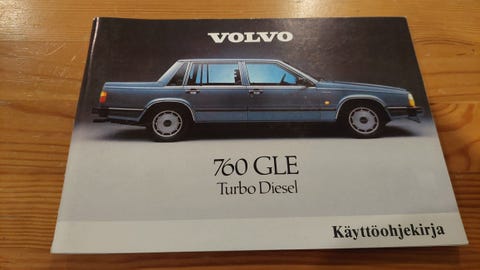 VOLVO
760 GLE
Turbo Diesel
Käyttöohjekirja